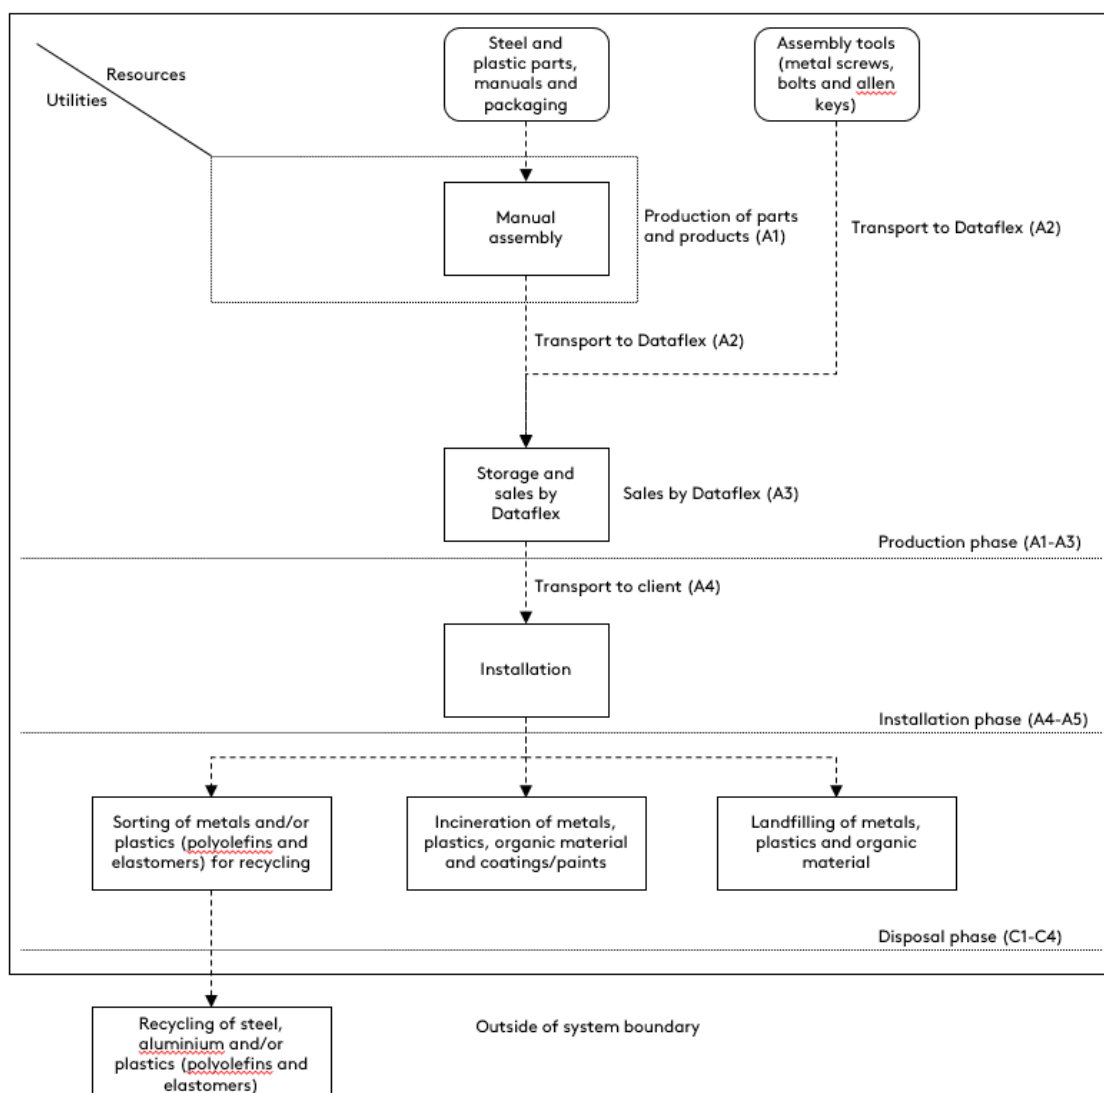 Steel and
plastic parts,
manuals and
packaging
Assembly tools
(metal screws,
bolts and allen
keys)
Resources
Utilities
Manual
assembly
Production of parts
and products (A1)
Transport to Dataflex (A2)
Transport to Dataflex (A2)
Storage and
sales by
Dataflex
Sales by Dataflex (A3)
Production phase (A1-A3)
Transport to client (A4)
Installation
Installation phase (A4-A5)
Sorting of metals and/or
plastics (polyolefins and
elastomers) for recycling
Incineration of metals,
plastics, organic material
and coatings/paints
Landfilling of metals,
plastics and organic
material
Disposal phase (C1-C4)
Recycling of steel,
aluminium and/or
plastics (polyolefins and
elastomers)
Outside of system boundary